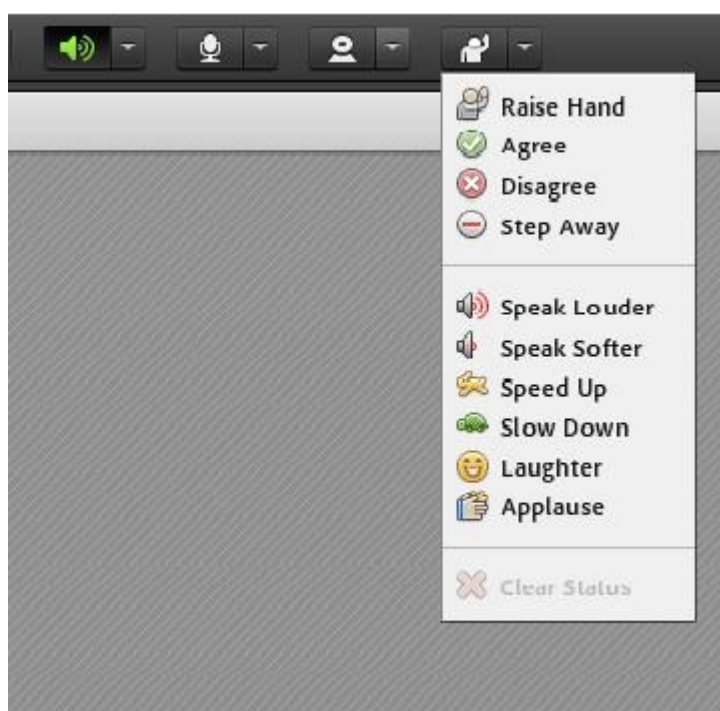 Raise Hand
Agree
Disagree
Step Away
Speak Louder
Speak Softer
Speed Up
Slow Down
Laughter
Applause
Clear Status